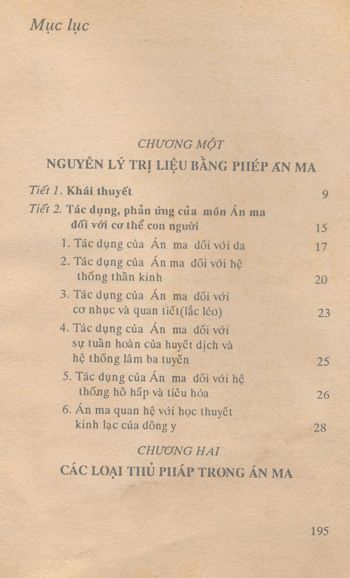 Mục lục
CHƯƠNG MỘT
NGUYÊN LÝ TRỊ LIỆU BẰNG PHÉP ÁN MA
Tiết 1. Khái thuyết 9
Tiết 2. Tác dụng, phản ứng của môn Án ma
đối với cơ thể con người 15
1. Tác dụng của Án ma đối với da 17
2. Tác dụng của Án ma đối với hệ
thống thần kinh 20
3. Tác dụng của Án ma đối với
cơ nhục và quan tiết(lắc léo) 23
4. Tác dụng của Án ma đối với
sự tuần hoàn của huyết dịch và
hệ thống lâm ba tuyến 25
5. Tác dụng của Án ma đối với hệ
thống hô hấp và tiêu hóa 26
6. Án ma quan hệ với học thuyết
kinh lạc của đông y 28
CHƯƠNG HAI
CÁC LOẠI THỦ PHÁP TRONG ÁN MA
195